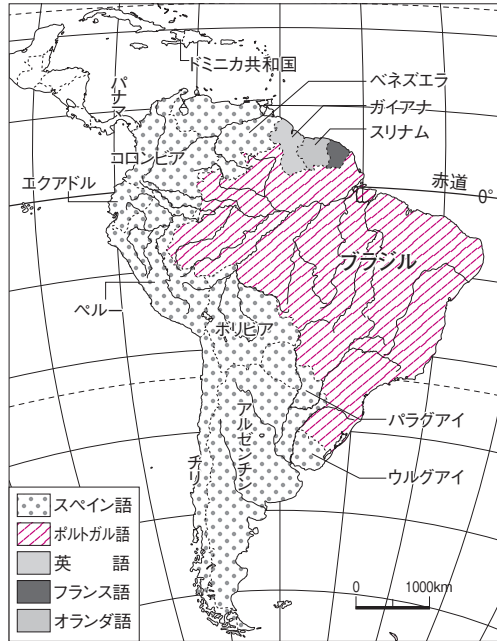 ドミニカ共和国
パナマ
ベネズエラ
ガイアナ
スリナム
コロンビア
エクアドル
赤道 0°
ブラジル
ペルー
ボリビア
パラグアイ
アルゼンチン
チリ
ウルグアイ
スペイン語
ポルトガル語
英 語
フランス語
オランダ語
0 1000km